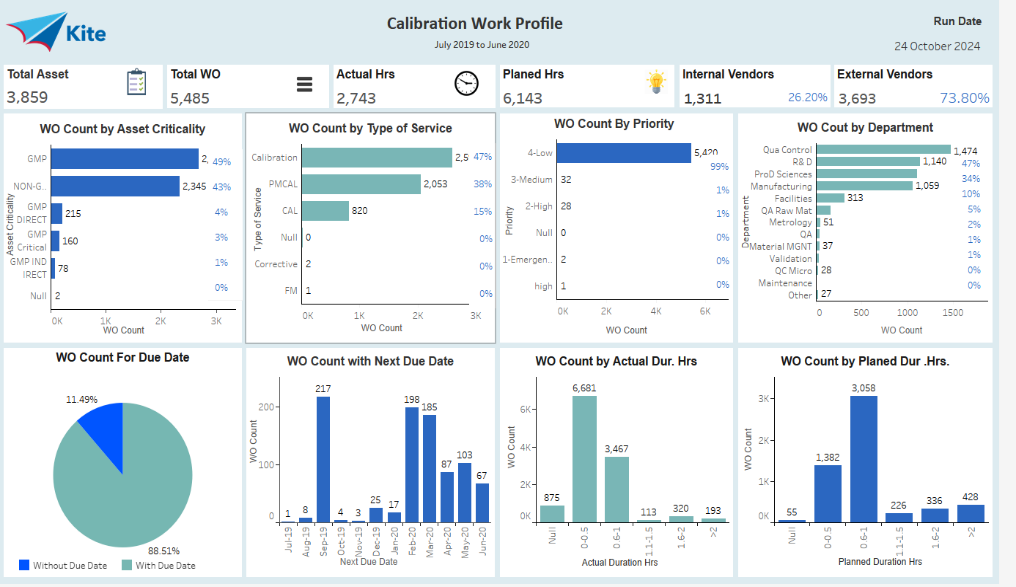 Kite
Calibration Work Profile
July 2019 to June 2020
Run Date
24 October 2024
Total Asset
3,859
Total WO
5,485
Actual Hrs
2,743
Planed Hrs
6,143
Internal Vendors
1,311
26.20%
External Vendors
3,693
73.80%
WO Count by Asset Criticality
Asset Criticality
GMP
2,
49%
NON-G..
2,345
43%
GMP
DIRECT
215
4%
GMP
Critical
160
3%
GMP IND
IRECT
78
1%
Null
2
0%
0K
1K
2K
3K
WO Count
WO Count by Type of Service
Type of Service
Calibration
2,5
47%
PMCAL
2,053
38%
CAL
820
15%
Null
0
0%
Corrective
2
0%
FM
1
0%
0K
1K
2K
3K
WO Count
WO Count By Priority
Priority
4-Low
5,420
99%
3-Medium
32
1%
2-High
28
1%
Null
0
0%
1-Emergen..
2
0%
high
1
0%
0K
2K
4K
6K
WO Count
WO Cout by Department
Department
Qua Control
1,474
47%
R& D
1,140
34%
ProD Sciences
Manufacturing
1,059
10%
Facilities
313
5%
QA Raw Mat
Metrology
51
2%
QA
1%
Material MGNT
37
1%
Validation
QC Micro
28
0%
Maintenance
0%
Other
27
0
500
1000
1500
WO Count
WO Count For Due Date
11.49%
88.51%
Without Due Date
With Due Date
WO Count with Next Due Date
WO Count
200
100
0
1
8
217
4
3
25
17
198
185
87
103
67
Jul-19
Aug-19
Sep-19
Oct-19
Nov-19
Dec-19
Jan-20
Feb-20
Mar-20
Apr-20
May-20
Jun-20
Next Due Date
WO Count by Actual Dur. Hrs
WO Count
6K
4K
2K
0K
875
6,681
3,467
113
320
193
Null
0-0.5
0.6-1
1.1-1.5
1.6-2
>2
Actual Duration Hrs
WO Count by Planed Dur .Hrs.
WO Count
3K
2K
1K
0K
55
1,382
3,058
226
336
428
Null
0-0.5
0.6-1
1.1-1.5
1.6-2
>2
Planned Duration Hrs